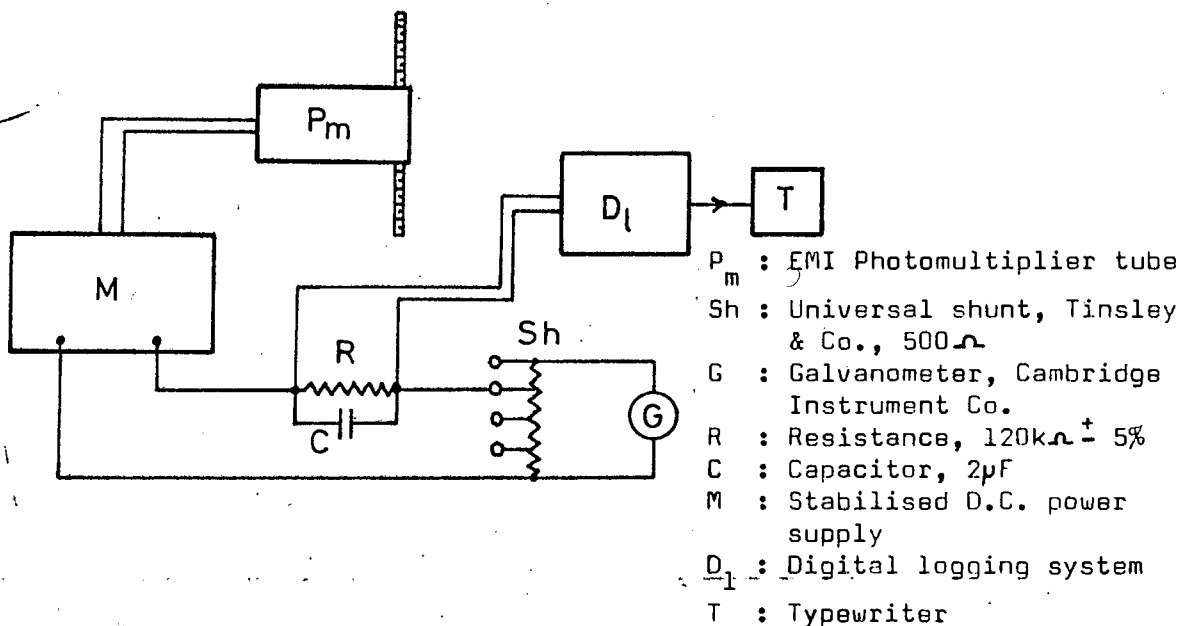 Pm
Dl
T
M
R
C
Sh
G
Pm : EMI Photomultiplier tube
Sh : Universal shunt, Tinsley
& Co., 500Ω
G : Galvanometer, Cambridge
Instrument Co.
R : Resistance, 120kΩ ± 5%
C : Capacitor, 2µF
M : Stabilised D.C. power
supply
Dl : Digital logging system
T : Typewriter